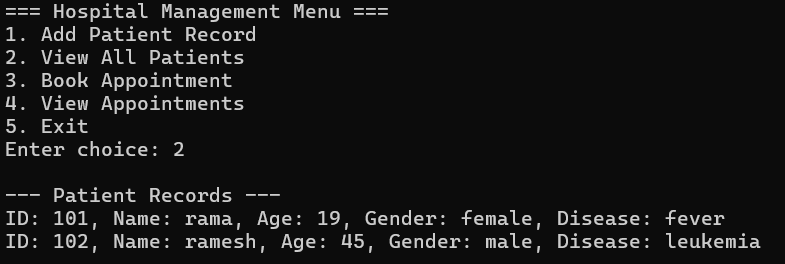 === Hospital Management Menu ===
1. Add Patient Record
2. View All Patients
3. Book Appointment
4. View Appointments
5. Exit
Enter choice: 2
--- Patient Records ---
ID: 101, Name: rama, Age: 19, Gender: female, Disease: fever
ID: 102, Name: ramesh, Age: 45, Gender: male, Disease: leukemia